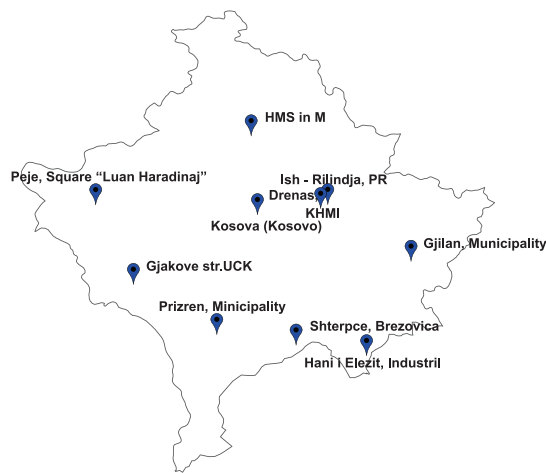 HMS in M
Peje, Square “Luan Haradinaj”
Ish - Rilindja, PR
Drenas
KHMI
Kosova (Kosovo)
Gjilan, Municipality
Gjakove str.UCK
Prizren, Minicipality
Shterpce, Brezovica
Hani i Elezit, Industril